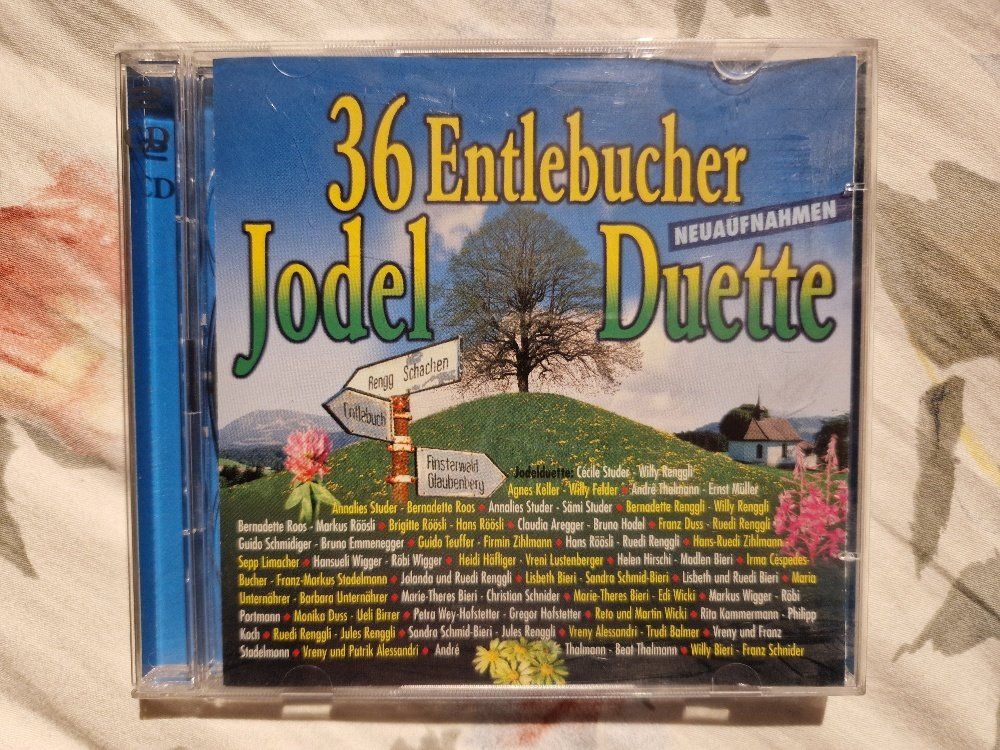 36 Entlebucher
NEUAUFNAHMEN
Jodel Duette
Rengg Schachen
Entlebuch
Finsterwald
Glaubenberg
Jodelduette: Cécile Studer - Willy Renggli
Agnes Keller - Willy Felder ♦ André Thalmann - Ernst Müller
Annalies Studer - Bernadette Roos ♦ Annalies Studer - Sämi Studer ♦ Bernadette Renggli - Willy Renggli
Bernadette Roos - Markus Röösli ♦ Brigitte Röösli - Hans Röösli ♦ Claudia Aregger - Bruno Hodel ♦ Franz Duss - Ruedi Renggli
Guido Schmidiger - Bruno Emmenegger ♦ Guido Teuffer - Firmin Zihlmann ♦ Hans Röösli - Ruedi Renggli ♦ Hans-Ruedi Zihlmann
Sepp Limacher ♦ Hansueli Wigger - Röbi Wigger ♦ Heidi Häfliger - Vreni Lustenberger ♦ Helen Hirschi - Madlen Bieri ♦ Irma Céspedes-
Bucher - Franz-Markus Stadelmann ♦ Jolanda und Ruedi Renggli ♦ Lisbeth Bieri - Sandra Schmid-Bieri ♦ Lisbeth und Ruedi Bieri ♦ Maria
Unternährer - Barbara Unternährer ♦ Marie-Theres Bieri - Christian Schnider ♦ Marie-Theres Bieri - Edi Wicki ♦ Markus Wigger - Röbi
Portmann ♦ Monika Duss - Ueli Birrer ♦ Petra Wey-Hofstetter - Gregor Hofstetter ♦ Reto und Martin Wicki ♦ Rita Kammermann - Philipp
Koch ♦ Ruedi Renggli - Jules Renggli ♦ Sandra Schmid-Bieri - Jules Renggli ♦ Vreny Alessandri - Trudi Balmer ♦ Vreny und Franz
Stadelmann ♦ Vreny und Patrik Alessandri ♦ André Thalmann - Beat Thalmann ♦ Willy Bieri - Franz Schnider
CD